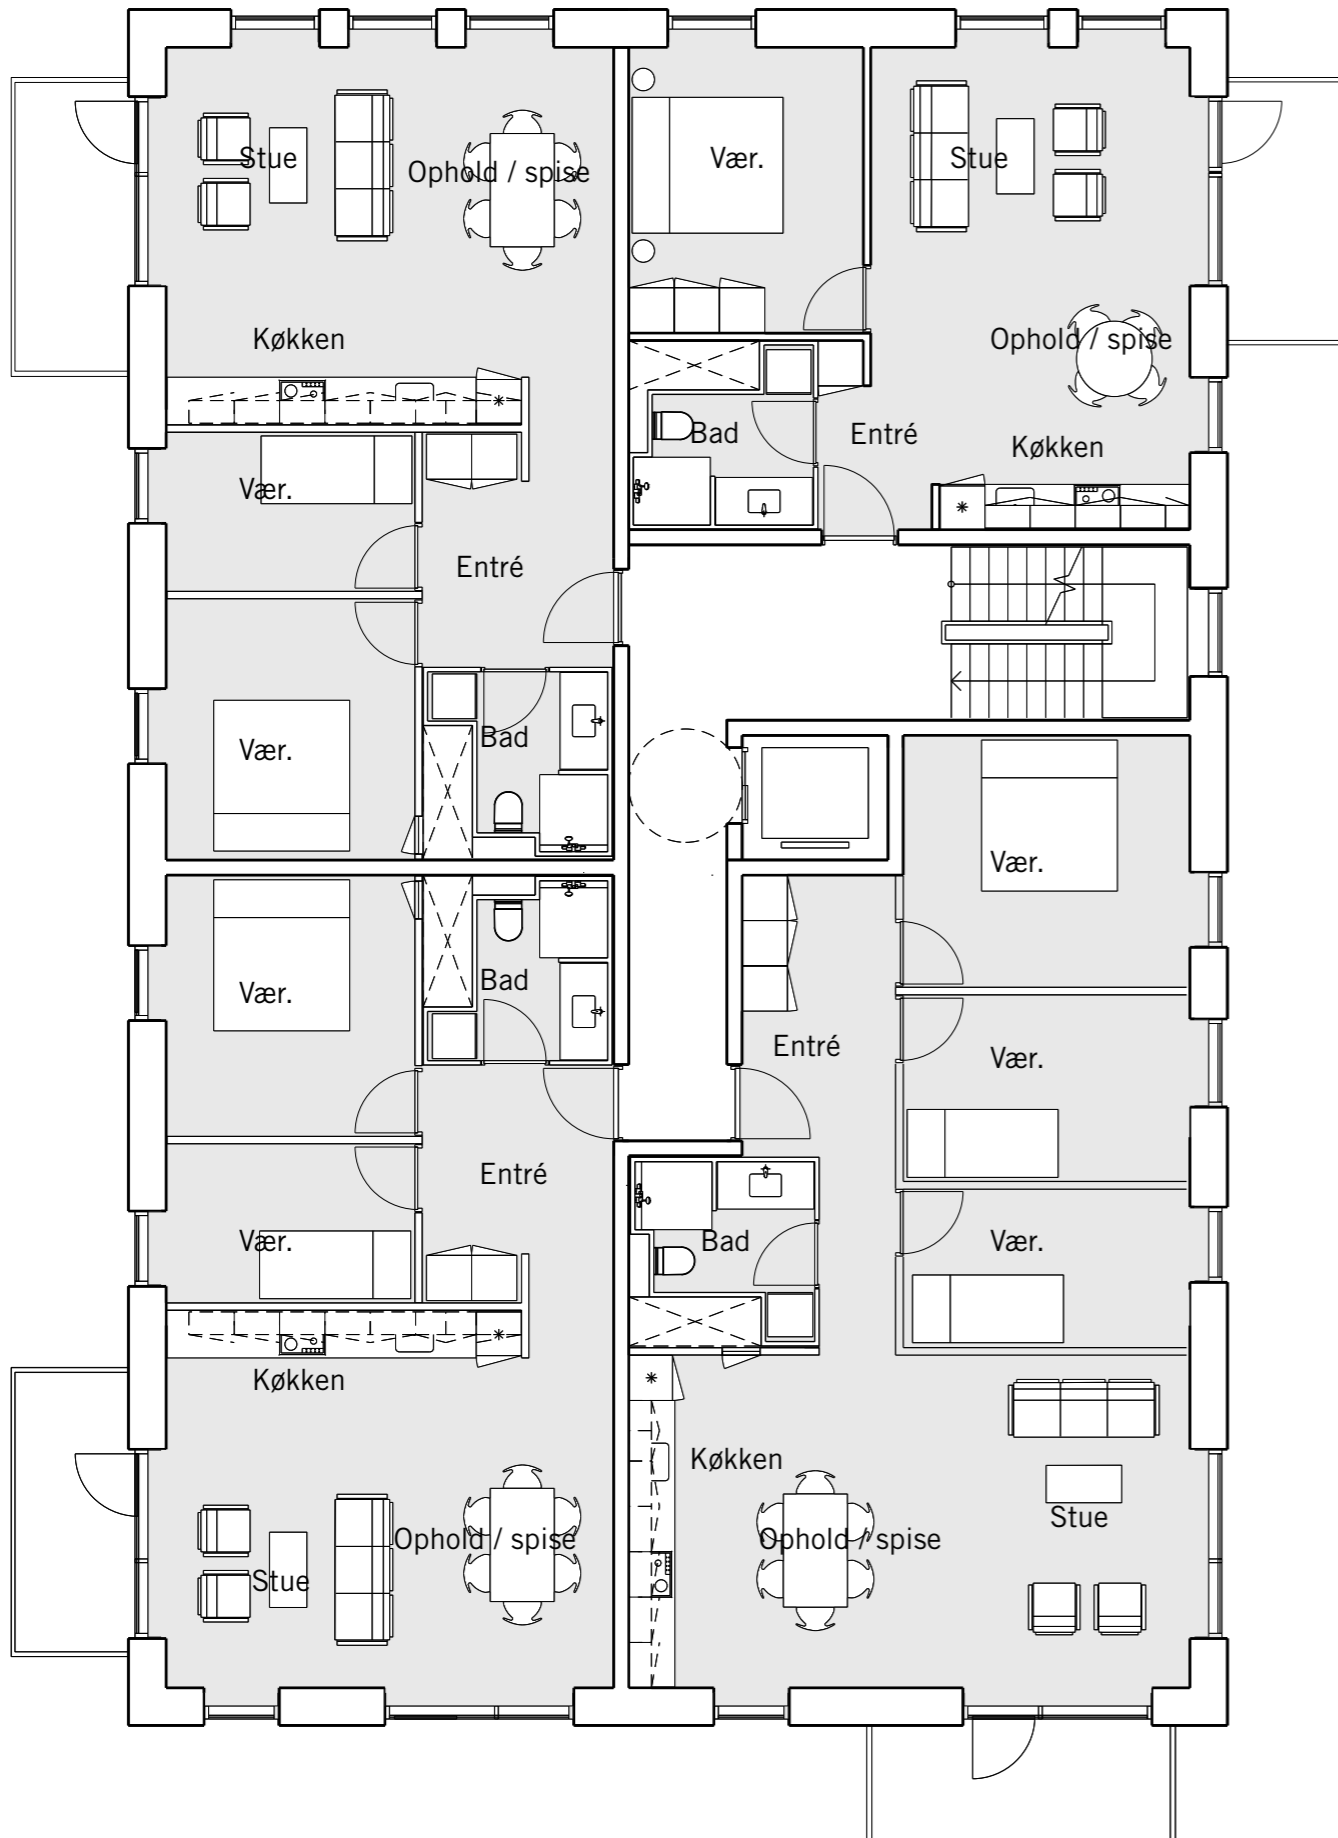 Stue
Ophold / spise
Køkken
Vær.
Entré
Vær.
Bad
Vær.
Stue
Ophold / spise
Bad
Entré
Køkken
Vær.
Bad
Vær.
Entré
Køkken
Ophold / spise
Stue
Vær.
Entré
Vær.
Bad
Vær.
Køkken
Stue
Ophold / spise